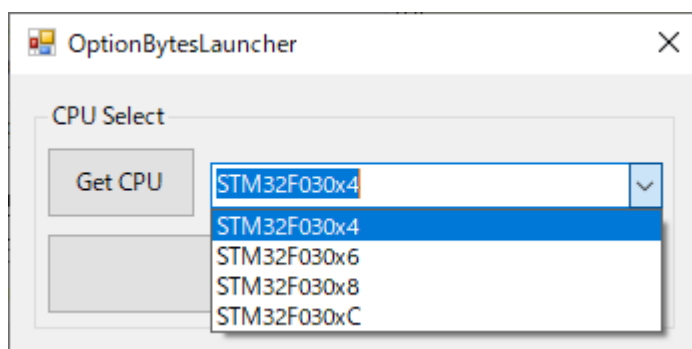 OptionBytesLauncher
CPU Select
Get CPU
STM32F030x4
STM32F030x4
STM32F030x6
STM32F030x8
STM32F030xC